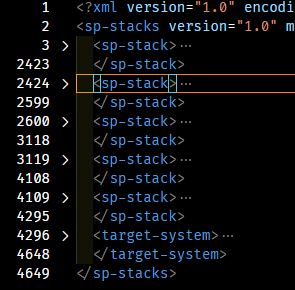 1 <?xml version="1.0" encodi
2 <sp-stacks version="1.0" m
3 > <sp-stack>…
2423 </sp-stack>
2424 > <sp-stack>…
2599 </sp-stack>
2600 > <sp-stack>…
3118 </sp-stack>
3119 > <sp-stack>…
4108 </sp-stack>
4109 > <sp-stack>…
4295 </sp-stack>
4296 > <target-system>…
4648 </target-system>
4649 </sp-stacks>